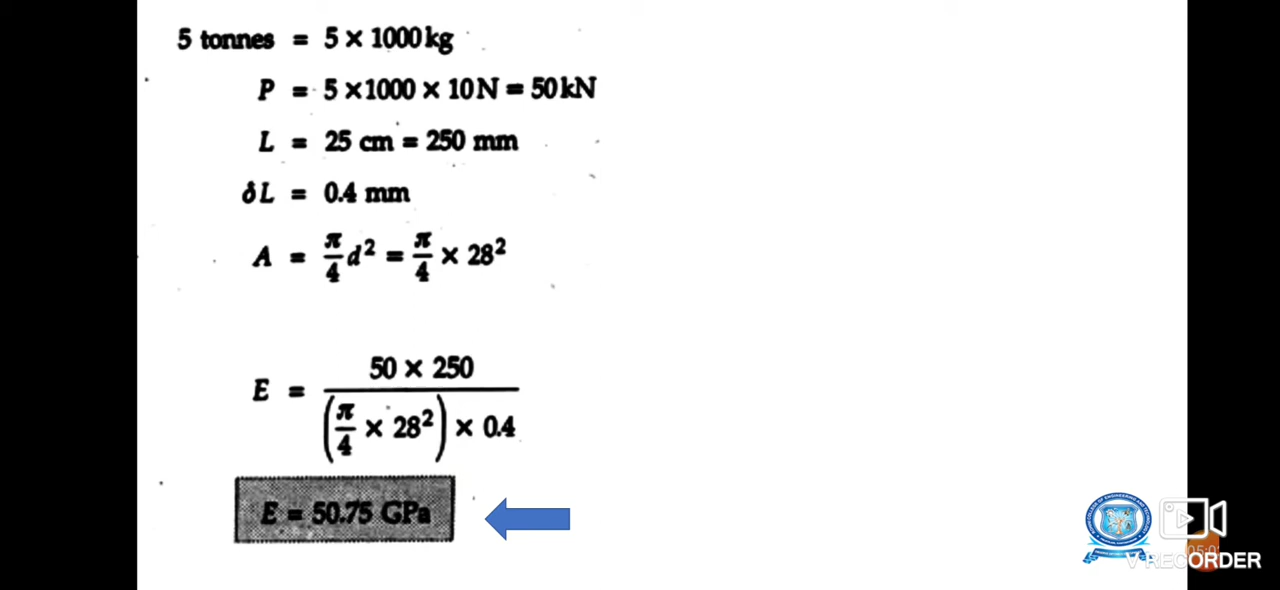 5 tonnes = 5 × 1000 kg
P = 5 × 1000 × 10 N = 50 kN
L = 25 cm = 250 mm
δL = 0.4 mm
A = π/4 d² = π/4 × 28²
E = 50 × 250 / (π/4 × 28²) × 0.4
E = 50.75 GPa
V RECORDER